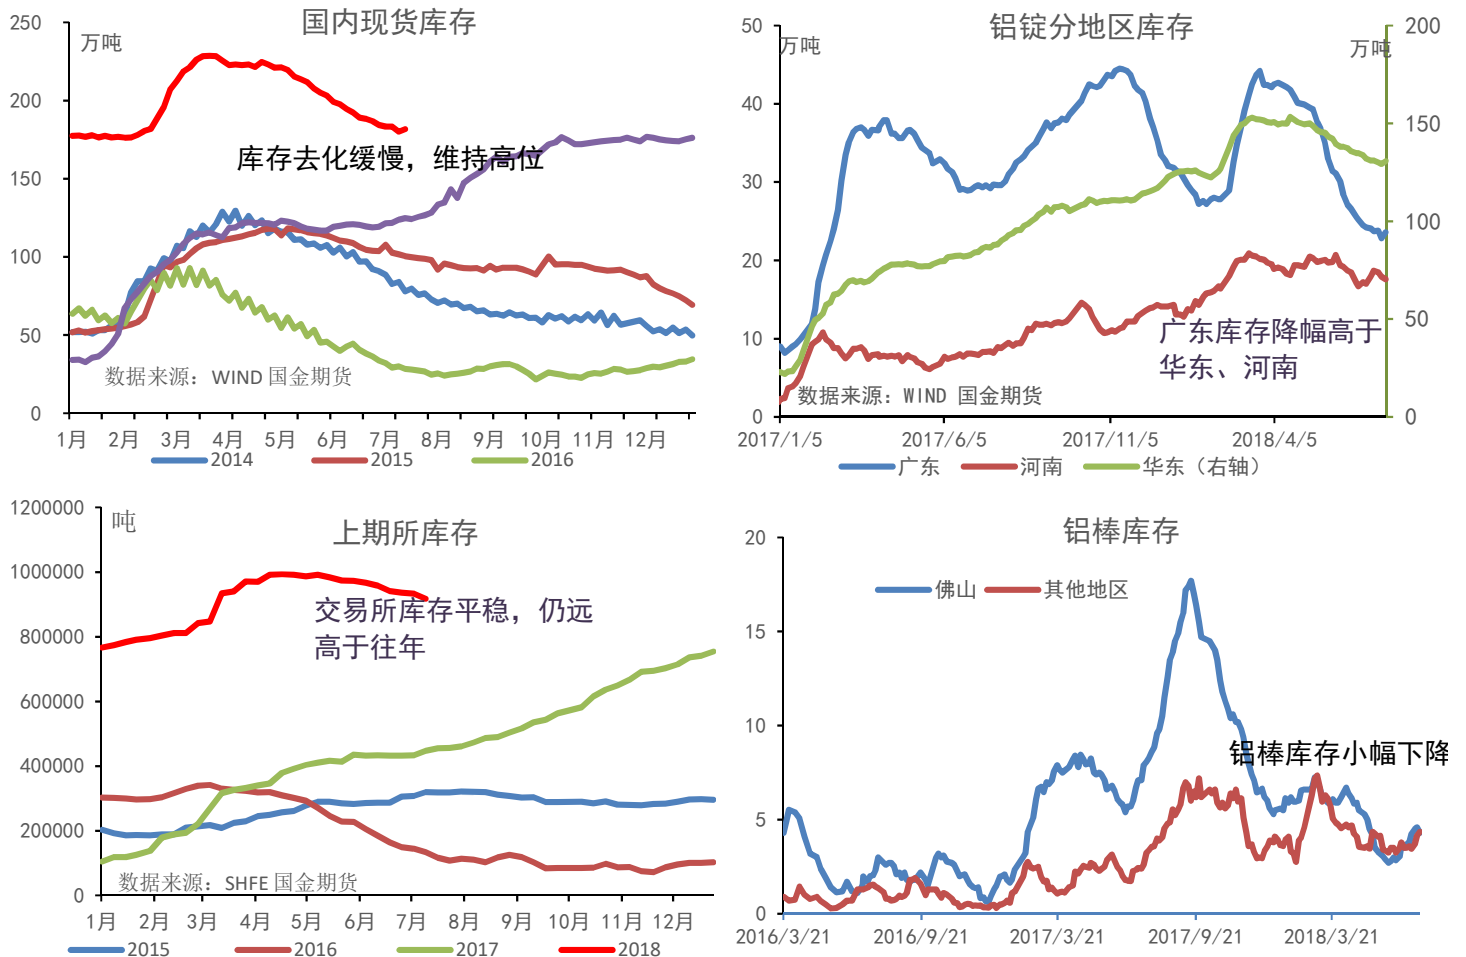 国内现货库存
万吨
250
200
150
100
50
0
库存去化缓慢，维持高位
数据来源：WIND 国金期货
1月 2月 3月 4月 5月 6月 7月 8月 9月 10月 11月 12月
2014 2015 2016
铝锭分地区库存
万吨 万吨
50
40
30
20
10
0
200
150
100
50
0
广东库存降幅高于
华东、河南
数据来源：WIND 国金期货
2017/1/5 2017/6/5 2017/11/5 2018/4/5
广东 河南 华东（右轴）
上期所库存
吨
1200000
1000000
800000
600000
400000
200000
0
交易所库存平稳，仍远
高于往年
数据来源：SHFE 国金期货
1月 2月 3月 4月 5月 6月 7月 8月 9月 10月 11月 12月
2015 2016 2017 2018
铝棒库存
20
15
10
5
0
佛山 其他地区
铝棒库存小幅下降
2016/3/21 2016/9/21 2017/3/21 2017/9/21 2018/3/21